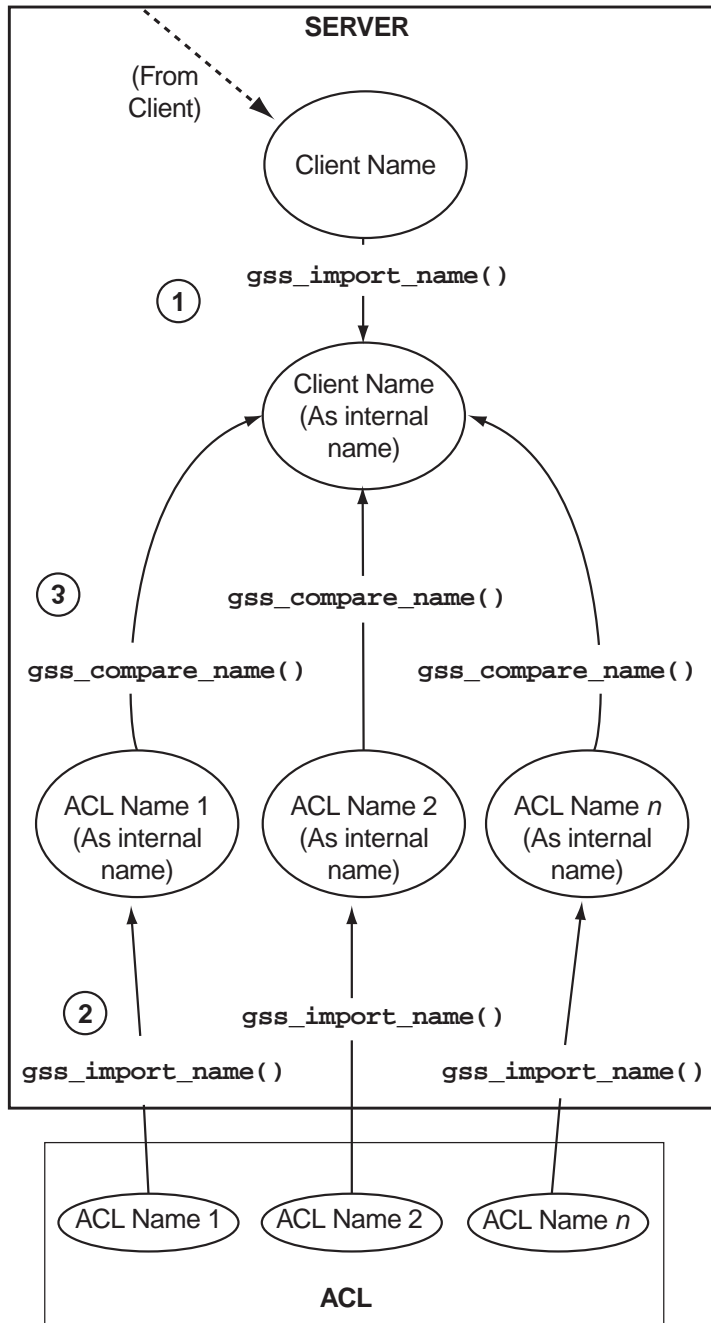 SERVER
(From
Client)
Client Name
gss_import_name()
1
Client Name
(As internal
name)
3
gss_compare_name()
gss_compare_name()
gss_compare_name()
ACL Name 1
(As internal
name)
ACL Name 2
(As internal
name)
ACL Name n
(As internal
name)
2
gss_import_name()
gss_import_name()
gss_import_name()
ACL Name 1
ACL Name 2
ACL Name n
ACL